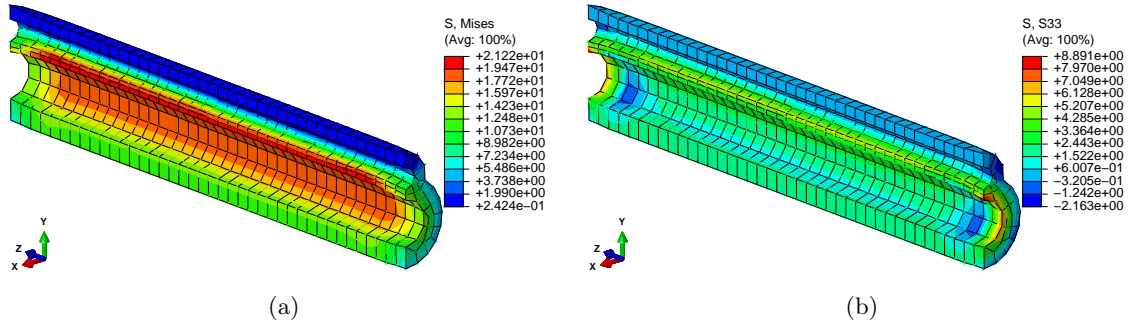 S, Mises
(Avg: 100%)
+2.122e+01
+1.947e+01
+1.772e+01
+1.597e+01
+1.423e+01
+1.248e+01
+1.073e+01
+8.982e+00
+7.234e+00
+5.486e+00
+3.738e+00
+1.990e+00
+2.424e−01
Y
Z
X
(a)
S, S33
(Avg: 100%)
+8.891e+00
+7.970e+00
+7.049e+00
+6.128e+00
+5.207e+00
+4.285e+00
+3.364e+00
+2.443e+00
+1.522e+00
+6.007e−01
−3.205e−01
−1.242e+00
−2.163e+00
Y
Z
X
(b)